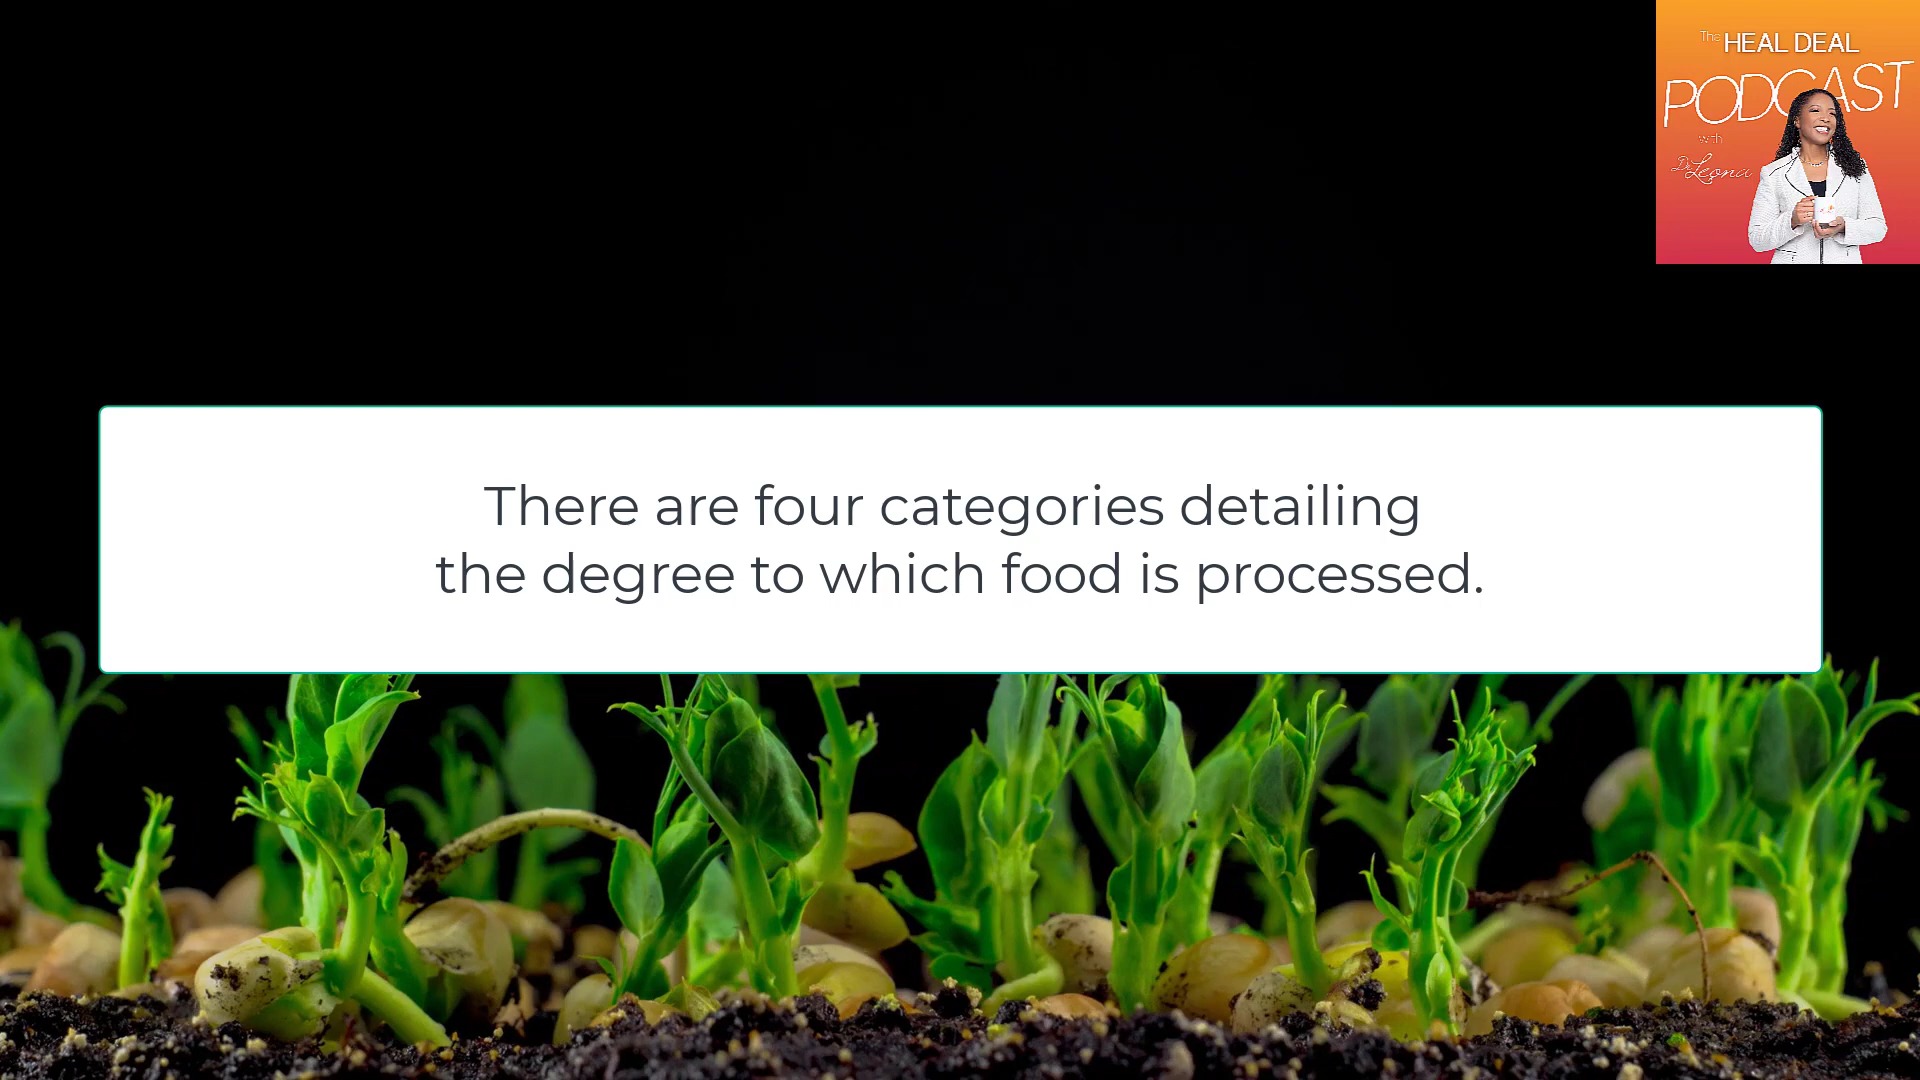 The HEAL DEAL
PODCAST
with
Dr Leona
There are four categories detailing
the degree to which food is processed.